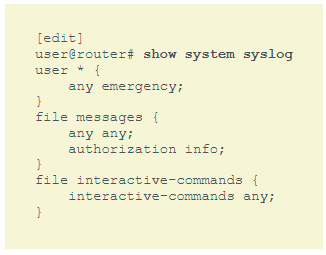 [edit]
user@router# show system syslog
user * {
    any emergency;
}
file messages {
    any any;
    authorization info;
}
file interactive-commands {
    interactive-commands any;
}